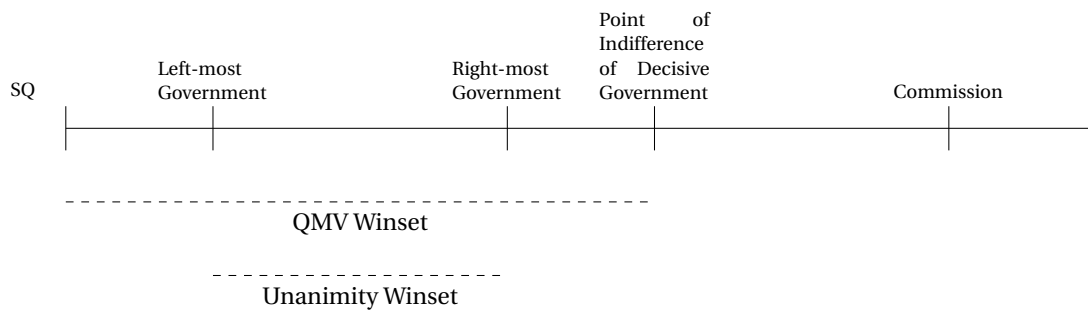 SQ
Left-most
Government
Right-most
Government
Point of
Indifference
of Decisive
Government
Commission
QMV Winset
Unanimity Winset